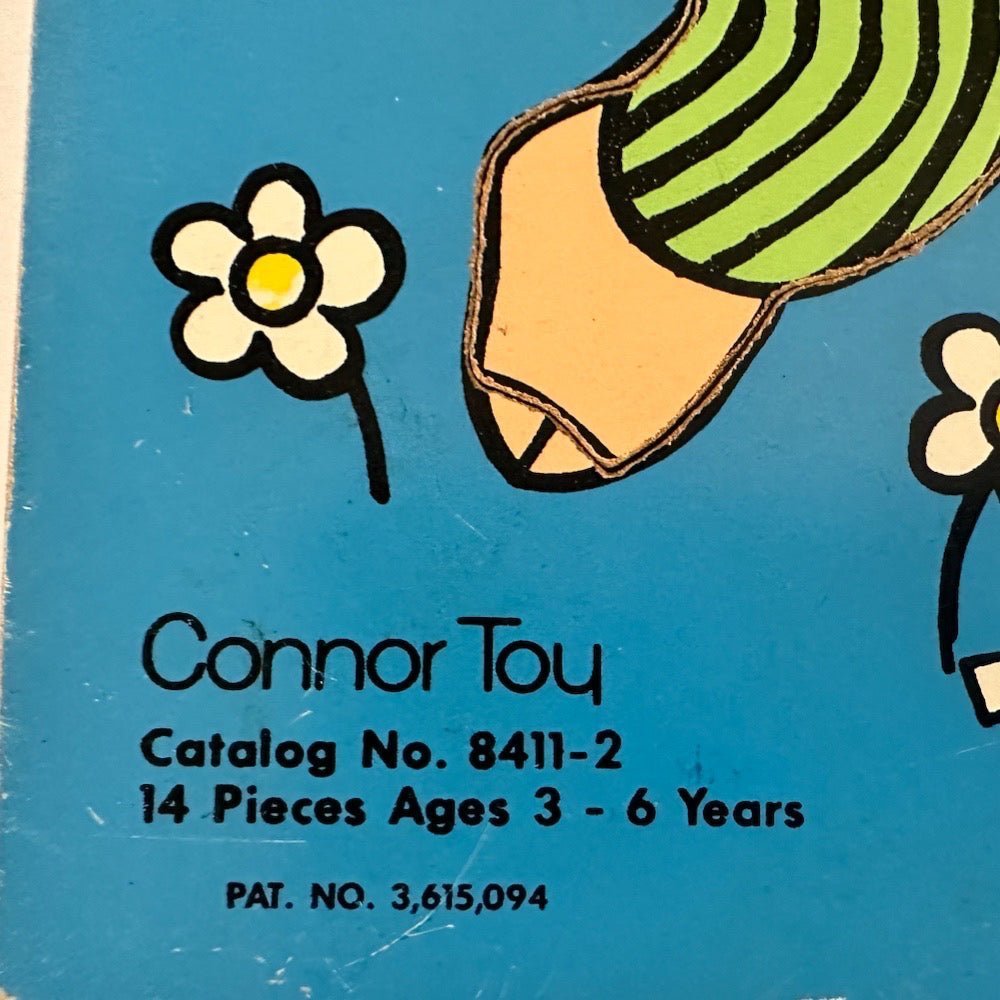 Connor Toy
Catalog No. 8411-2
14 Pieces Ages 3 - 6 Years
PAT. NO. 3,615,094